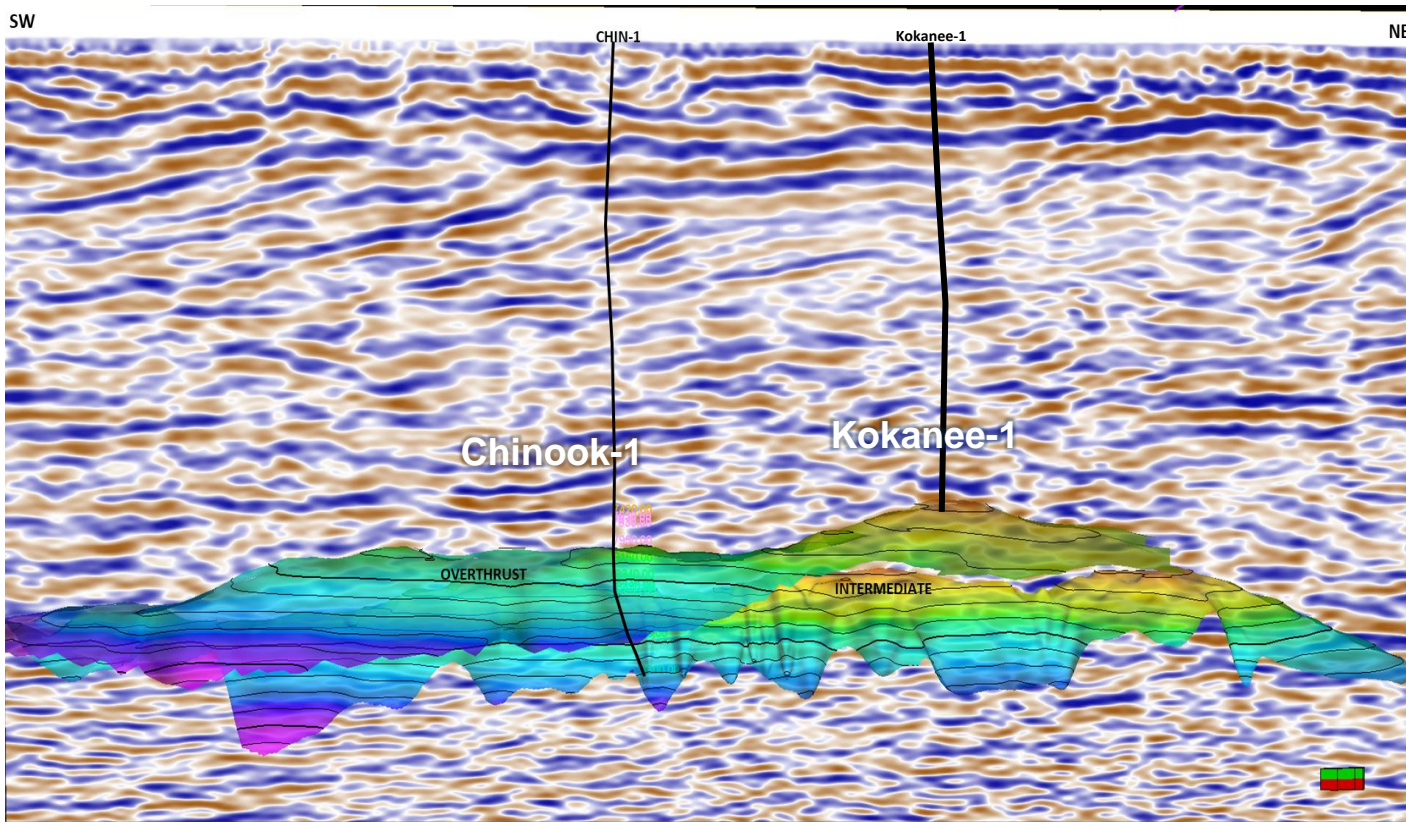 SW
NE
CHIN-1
Kokanee-1
Chinook-1
Kokanee-1
OVERTHRUST
INTERMEDIATE